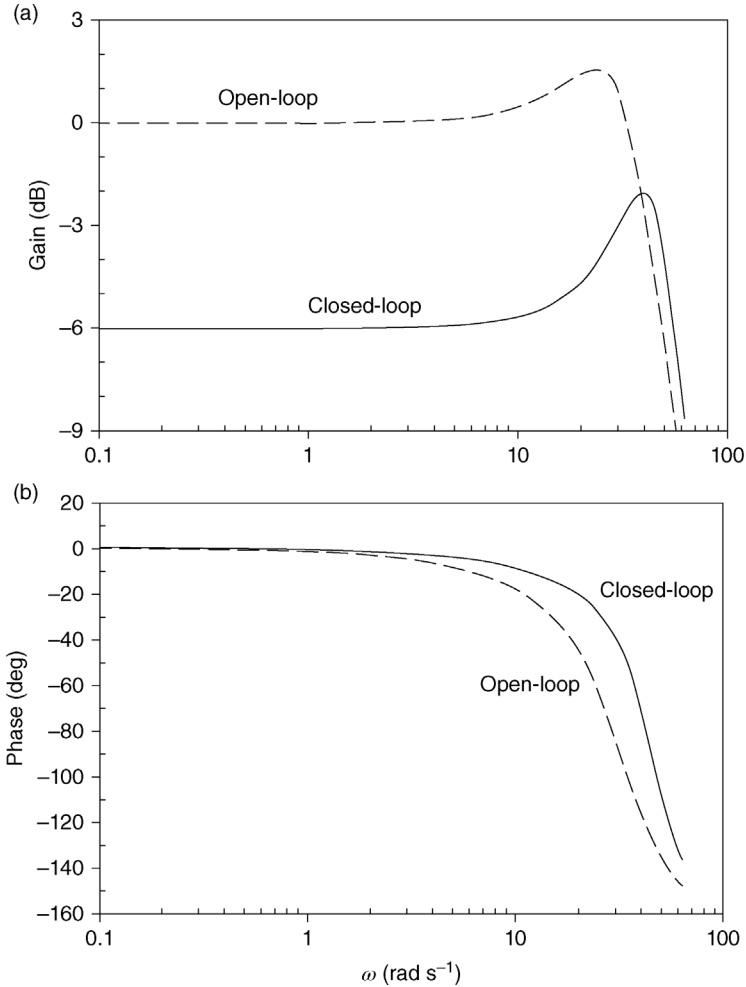 (a)
3
0
−3
−6
−9
Gain (dB)
Open-loop
Closed-loop
0.1 1 10 100
(b)
20
0
−20
−40
−60
−80
−100
−120
−140
−160
Phase (deg)
Closed-loop
Open-loop
0.1 1 10 100
ω (rad s⁻¹)